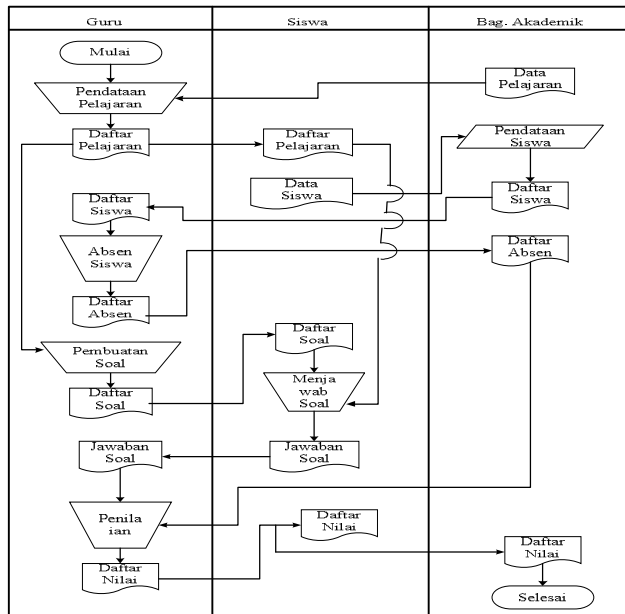 Guru
Siswa
Bag. Akademik
Mulai
Data
Pelajaran
Pendataan
Pelajaran
Daftar
Pelajaran
Daftar
Pelajaran
Pendataan
Siswa
Data
Siswa
Daftar
Siswa
Daftar
Siswa
Absen
Siswa
Daftar
Absen
Daftar
Absen
Daftar
Soal
Pembuatan
Soal
Menja
wab
Soal
Daftar
Soal
Jawaban
Soal
Jawaban
Soal
Penila
ian
Daftar
Nilai
Daftar
Nilai
Daftar
Nilai
Selesai